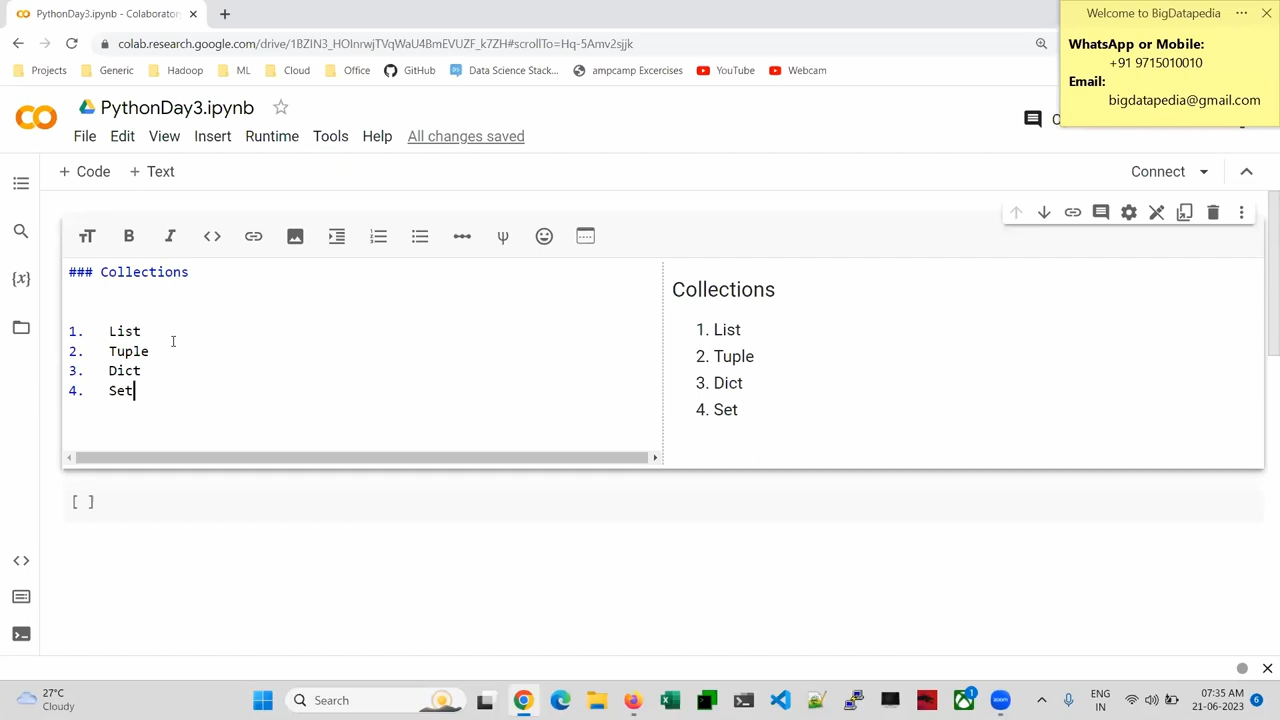 PythonDay3.ipynb - Colaborator
Welcome to BigDatapedia
colab.research.google.com/drive/1BZIN3_HOInrwjTVqWaU4BmEVUZF_k7ZH#scrollTo=Hq-5Amv2sjjk
WhatsApp or Mobile:
+91 9715010010
Email:
bigdatapedia@gmail.com
Projects Generic Hadoop ML Cloud Office GitHub Data Science Stack... ampcamp Excercises YouTube Webcam
PythonDay3.ipynb
File Edit View Insert Runtime Tools Help All changes saved
+ Code + Text
Connect
### Collections
1. List
2. Tuple
3. Dict
4. Set
Collections
1. List
2. Tuple
3. Dict
4. Set
[ ]
27°C
Cloudy
Search
1
ENG
IN
07:35 AM
21-06-2023
6